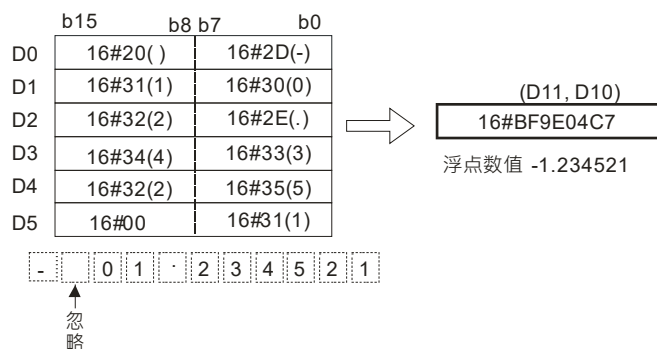 b15 b8 b7 b0
D0 16#20( ) 16#2D(-)
D1 16#31(1) 16#30(0)
D2 16#32(2) 16#2E(.)
D3 16#34(4) 16#33(3)
D4 16#32(2) 16#35(5)
D5 16#00 16#31(1)
(D11, D10)
16#BF9E04C7
浮点数值 -1.234521
- 0 1 . 2 3 4 5 2 1
忽
略